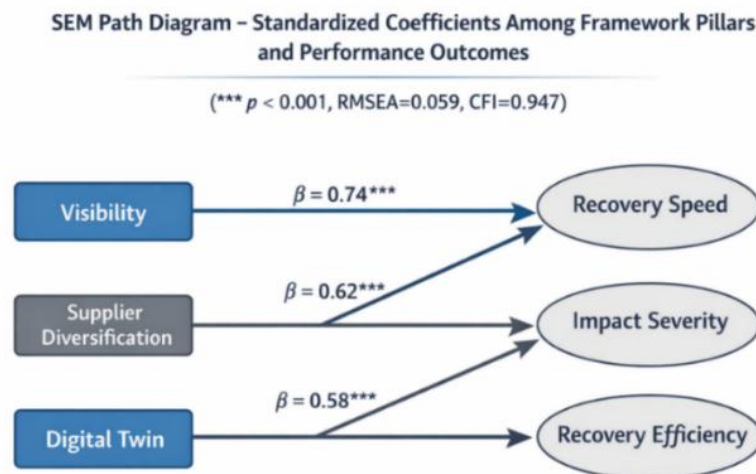 SEM Path Diagram – Standardized Coefficients Among Framework Pillars
and Performance Outcomes
(*** p < 0.001, RMSEA=0.059, CFI=0.947)
Visibility
β = 0.74***
Recovery Speed
Supplier
Diversification
β = 0.62***
Impact Severity
Digital Twin
β = 0.58***
Recovery Efficiency